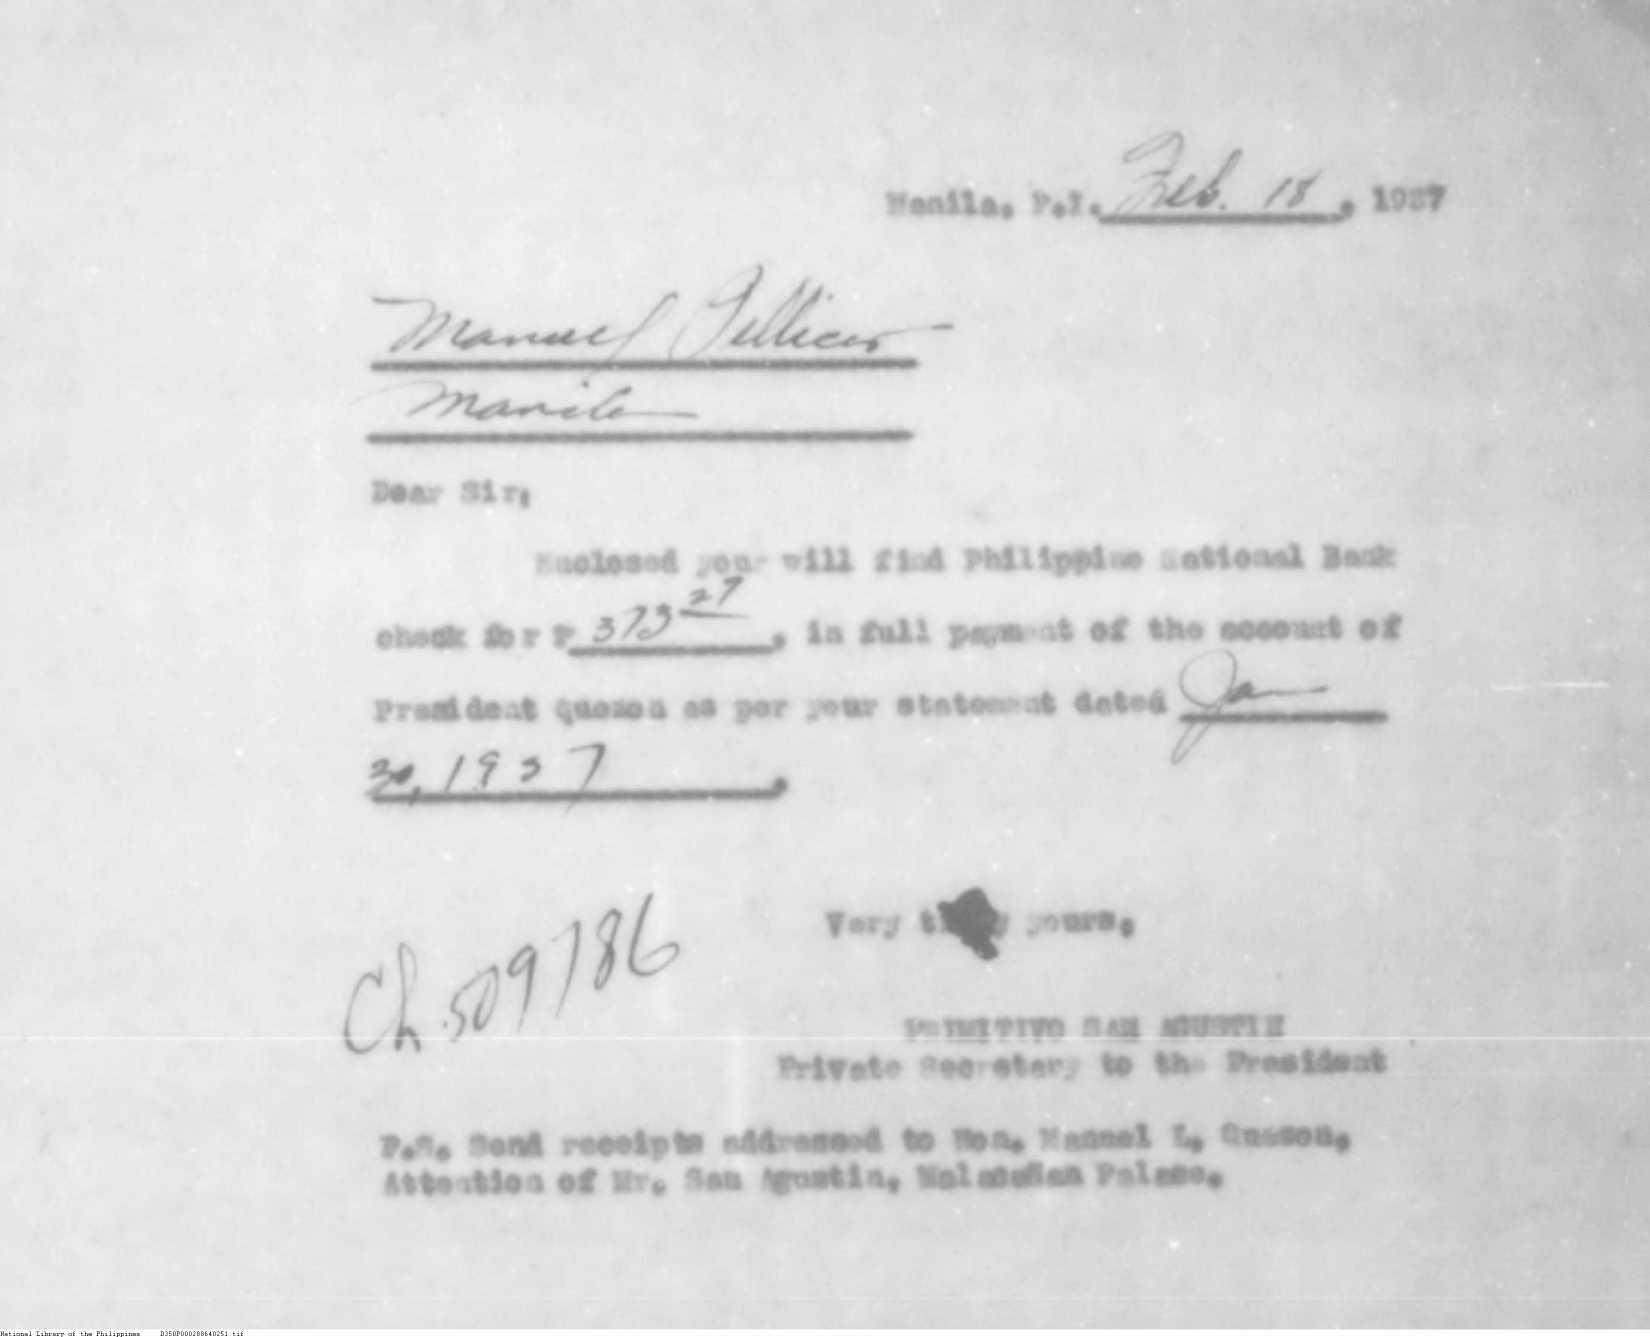 Manila, P.I. Feb. 18, 1937
Manuel Pellicer
Manila
Dear Sir:
Enclosed your will find Philippine National Bank
check for ₱ 373 27, in full payment of the account of
President quezon as per your statement dated Jan
30, 1937.
Very yours,
Ch. 509786
PRIMITIVO SAN AGUSTIN
Private Secretary to the President
P.S. Send receipts addressed to Hon. Manuel L. Quezon,
Attention of Mr. San Agustin, Malacañan Palace.
National Library of the Philippines D350P000288640251.tif